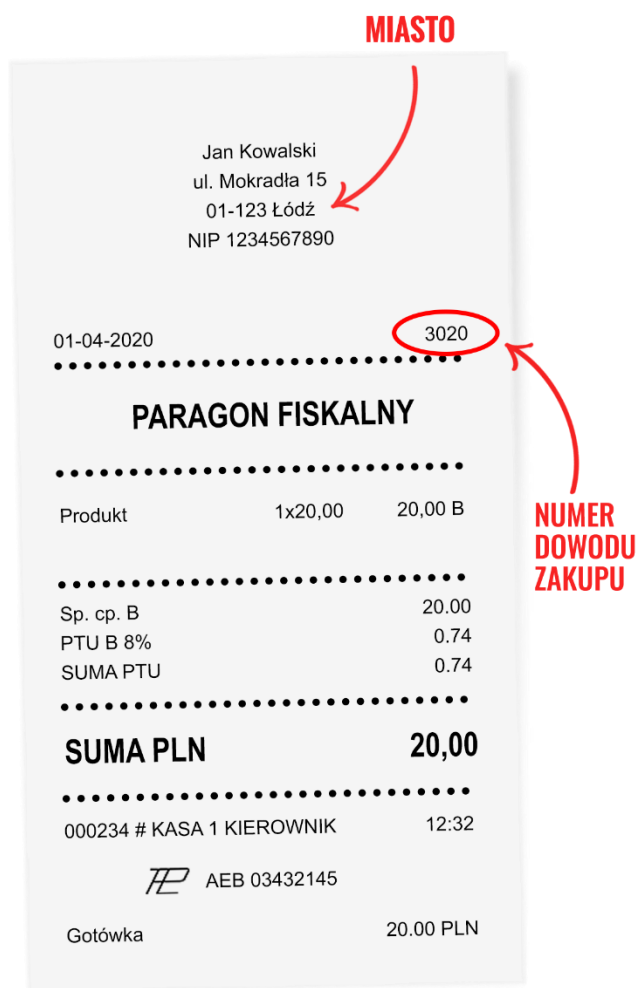 MIASTO
Jan Kowalski
ul. Mokradła 15
01-123 Łódź
NIP 1234567890
01-04-2020 3020
PARAGON FISKALNY
Produkt 1x20,00 20,00 B
NUMER
DOWODU
ZAKUPU
Sp. cp. B 20.00
PTU B 8% 0.74
SUMA PTU 0.74
SUMA PLN 20,00
000234 # KASA 1 KIEROWNIK 12:32
AEB 03432145
Gotówka 20.00 PLN